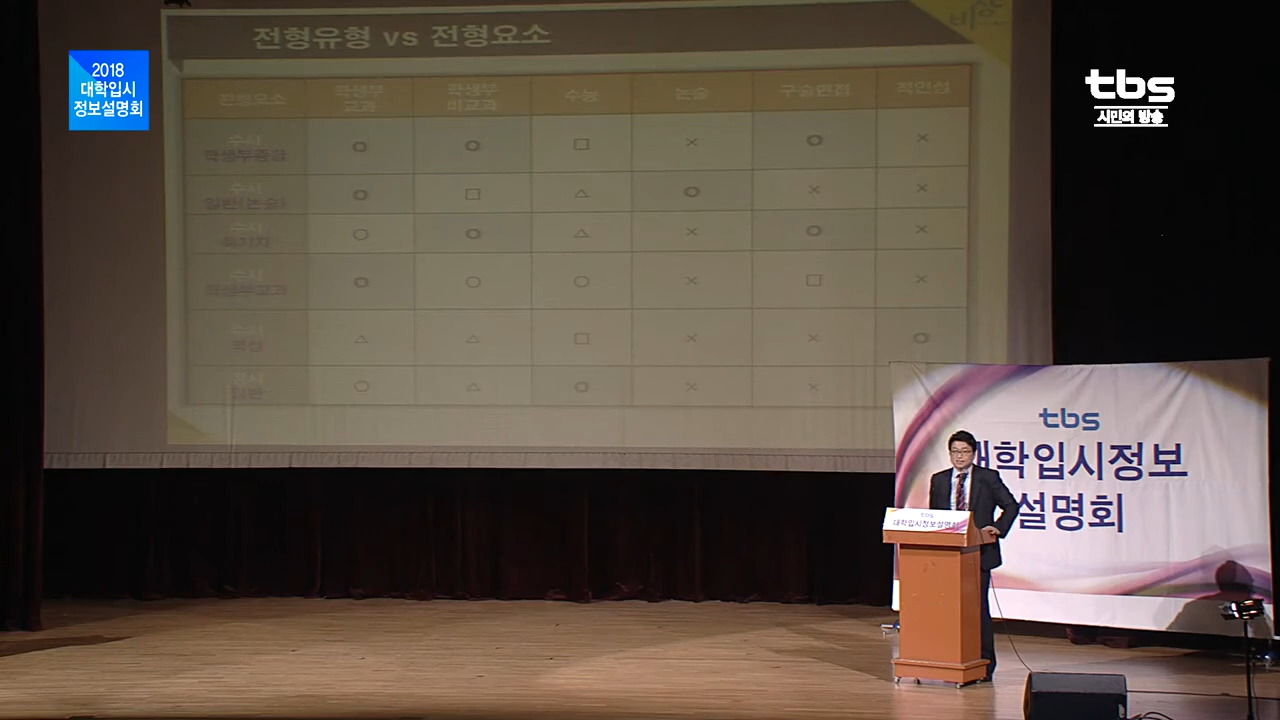 2018
대학입시
정보설명회
tbs
시민의 방송
비상
전형유형 vs 전형요소
전형요소 학생부 교과 학생부 비교과 수능 논술 구술면접 적인성
수시 학생부종합 ◎ ◎ □ × ◎ ×
수시 일반(논술) ◎ □ △ ◎ × ×
수시 특기자 ○ ◎ △ × ◎ ×
수시 학생부교과 ◎ ○ ○ × □ ×
수시 적성 △ △ □ × × ◎
정시 일반 ○ △ ◎ × ×
tbs
대학입시정보
설명회
tbs
대학입시정보설명회